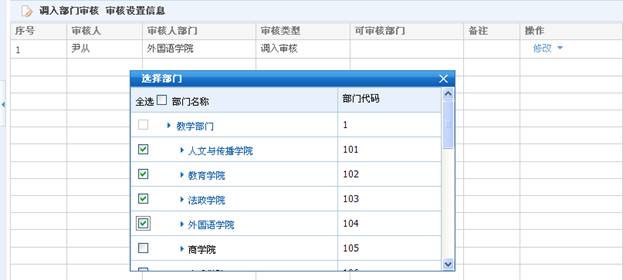 调入部门审核 审核设置信息
序号 审核人 审核人部门 审核类型 可审核部门 备注 操作
1 尹从 外国语学院 调入审核 修改
选择部门
全选 部门名称 部门代码
教学部门 1
人文与传播学院 101
教育学院 102
法政学院 103
外国语学院 104
商学院 105